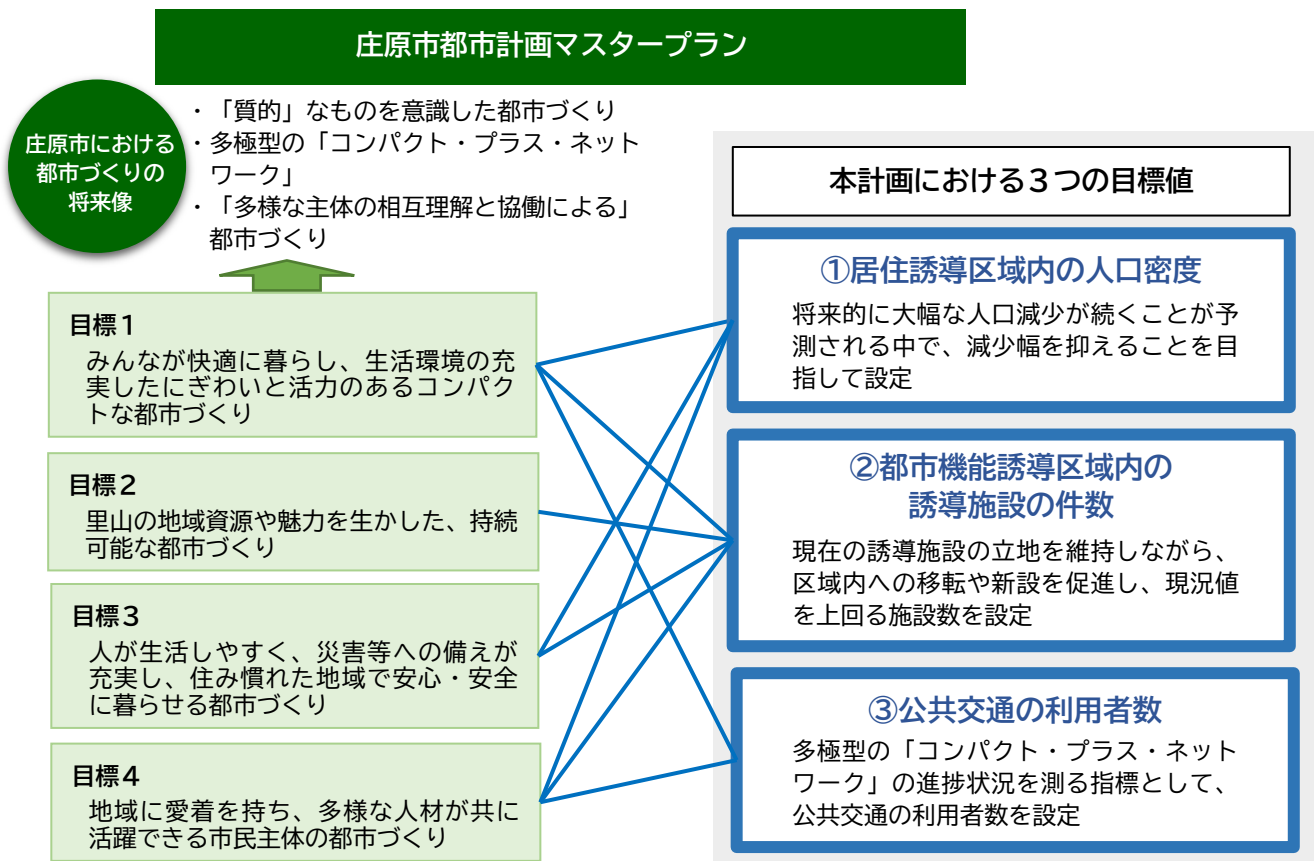 庄原市都市計画マスタープラン
庄原市における
都市づくりの
将来像
・「質的」なものを意識した都市づくり
・多極型の「コンパクト・プラス・ネット
ワーク」
・「多様な主体の相互理解と協働による」
都市づくり
目標1
みんなが快適に暮らし、生活環境の充
実したにぎわいと活力のあるコンパク
トな都市づくり
目標2
里山の地域資源や魅力を生かした、持続
可能な都市づくり
目標3
人が生活しやすく、災害等への備えが
充実し、住み慣れた地域で安心・安全
に暮らせる都市づくり
目標4
地域に愛着を持ち、多様な人材が共に
活躍できる市民主体の都市づくり
本計画における3つの目標値
①居住誘導区域内の人口密度
将来的に大幅な人口減少が続くことが予
測される中で、減少幅を抑えることを目
指して設定
②都市機能誘導区域内の
誘導施設の件数
現在の誘導施設の立地を維持しながら、
区域内への移転や新設を促進し、現況値
を上回る施設数を設定
③公共交通の利用者数
多極型の「コンパクト・プラス・ネット
ワーク」の進捗状況を測る指標として、
公共交通の利用者数を設定